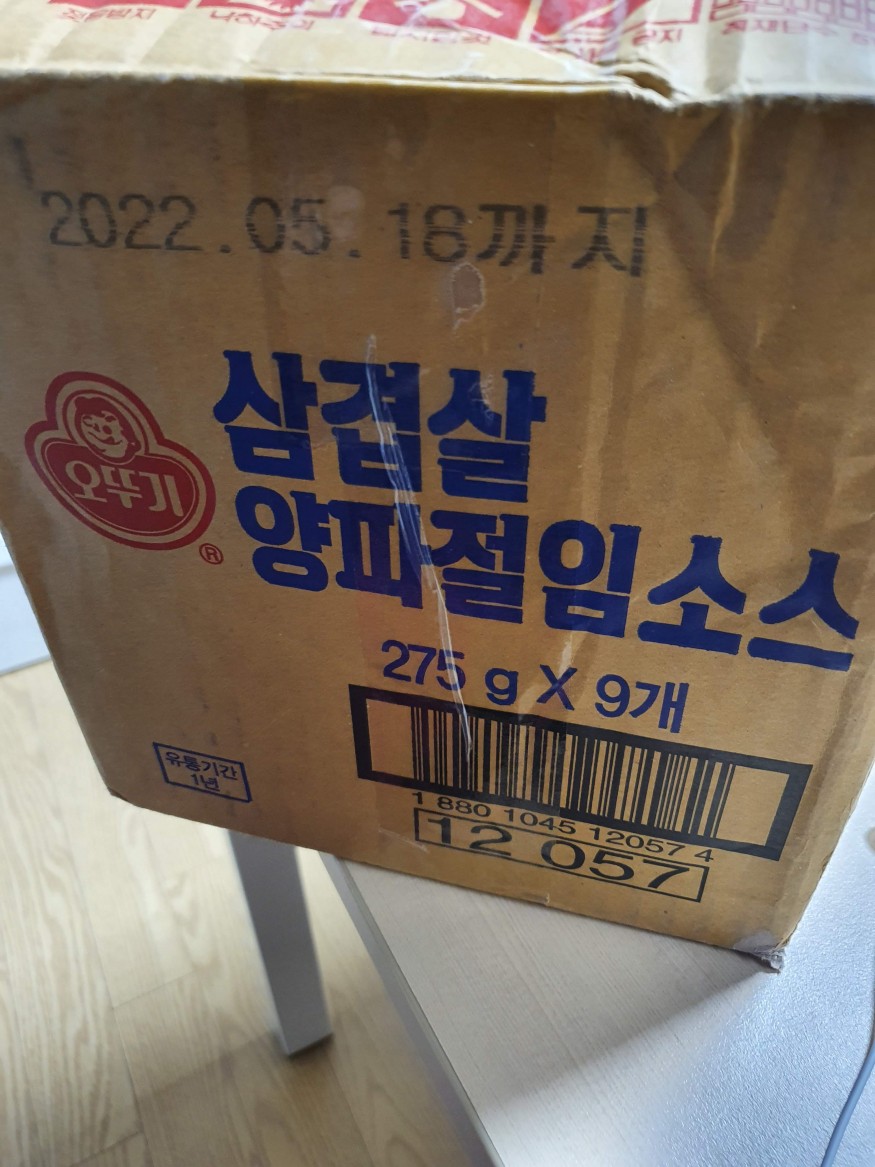 2022.05.18까지
오뚜기
®
삼겹살
양파절임소스
275 g X 9개
유통기간
1년
1 880 1045 12057 4
12 057